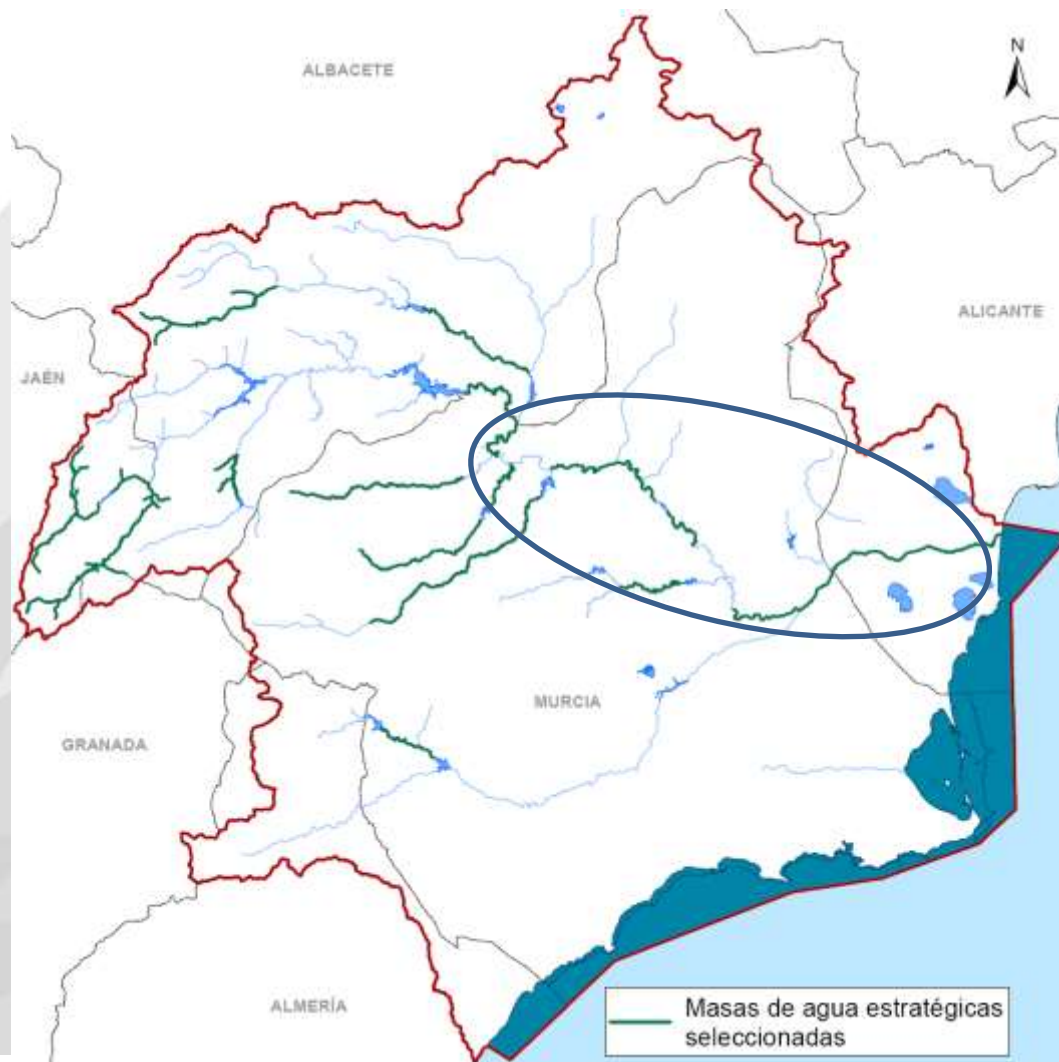 ALBACETE
N
ALICANTE
JAÉN
MURCIA
GRANADA
ALMERÍA
Masas de agua estratégicas
seleccionadas